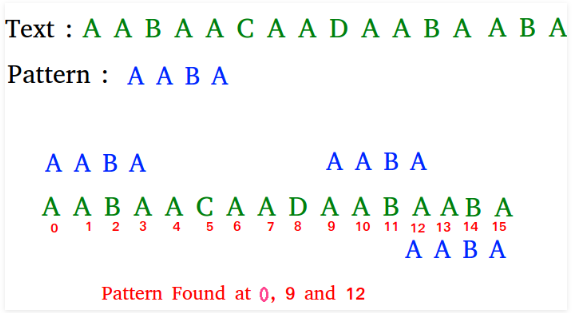 Text : A A B A A C A A D A A B A A B A
Pattern : A A B A
A A B A A A B A
A A B A A C A A D A A B A A B A
0 1 2 3 4 5 6 7 8 9 10 11 12 13 14 15
A A B A
Pattern Found at 0, 9 and 12